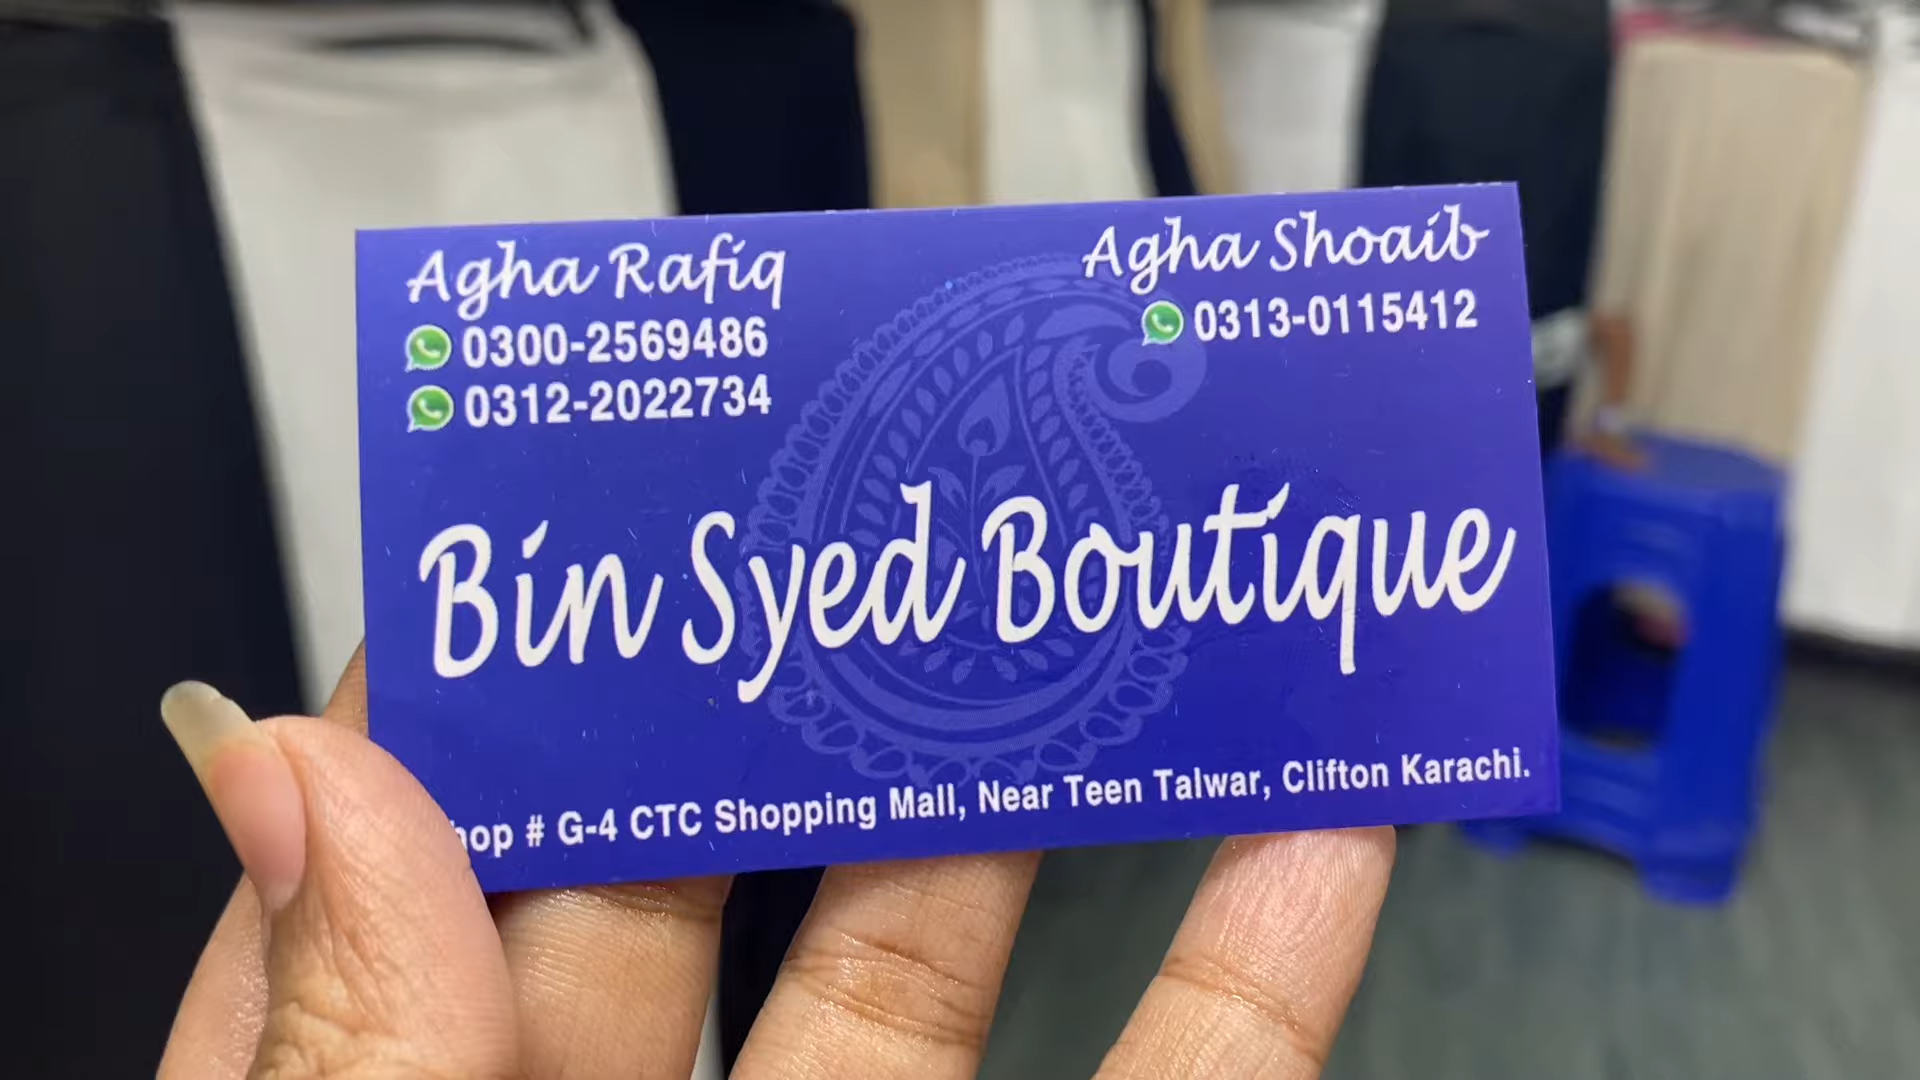 Agha Rafiq
0300-2569486
0312-2022734
Agha Shoaib
0313-0115412
Bin Syed Boutique
hop # G-4 CTC Shopping Mall, Near Teen Talwar, Clifton Karachi.